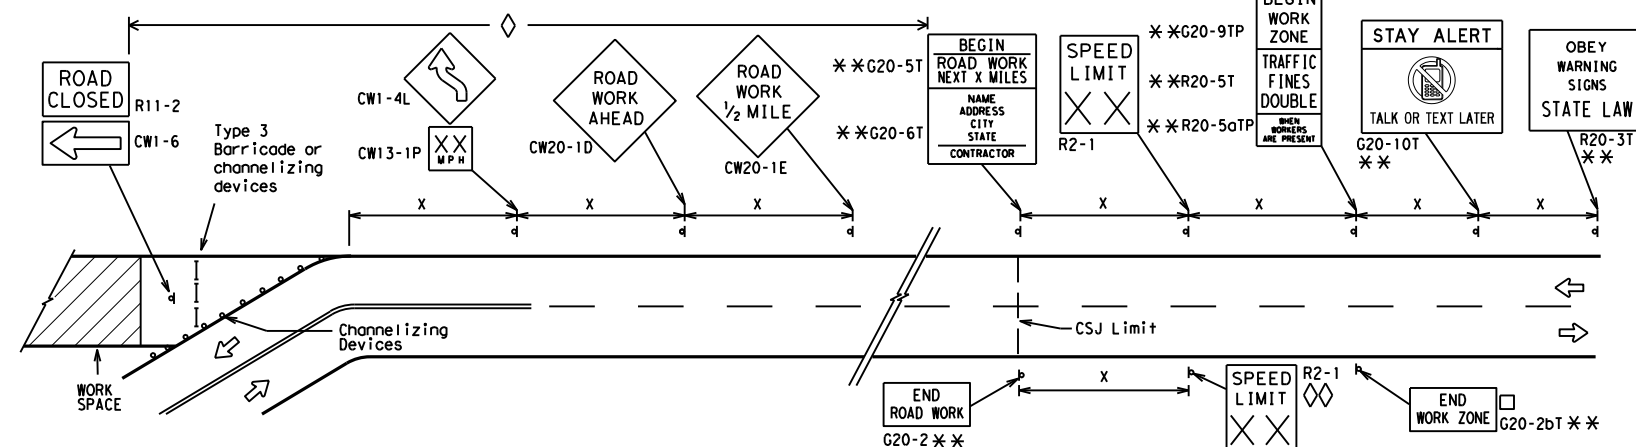 ROAD
CLOSED
R11-2
CW1-6
Type 3
Barricade or
channelizing
devices
CW1-4L
XX
MPH
CW13-1P
ROAD
WORK
AHEAD
CW20-1D
ROAD
WORK
1/2 MILE
CW20-1E
**G20-5T
BEGIN
ROAD WORK
NEXT X MILES
**G20-6T
NAME
ADDRESS
CITY
STATE
CONTRACTOR
SPEED
LIMIT
XX
R2-1
**G20-9TP
BEGIN
WORK
ZONE
**R20-5T
TRAFFIC
FINES
DOUBLE
**R20-5aTP
WHEN
WORKERS
ARE PRESENT
STAY ALERT
TALK OR TEXT LATER
G20-10T
**
OBEY
WARNING
SIGNS
STATE LAW
R20-3T
**
X
X
X
X
X
X
X
Channelizing
Devices
CSJ Limit
WORK
SPACE
END
ROAD WORK
G20-2**
X
SPEED
LIMIT
XX
R2-1
END
WORK ZONE
G20-2bT**